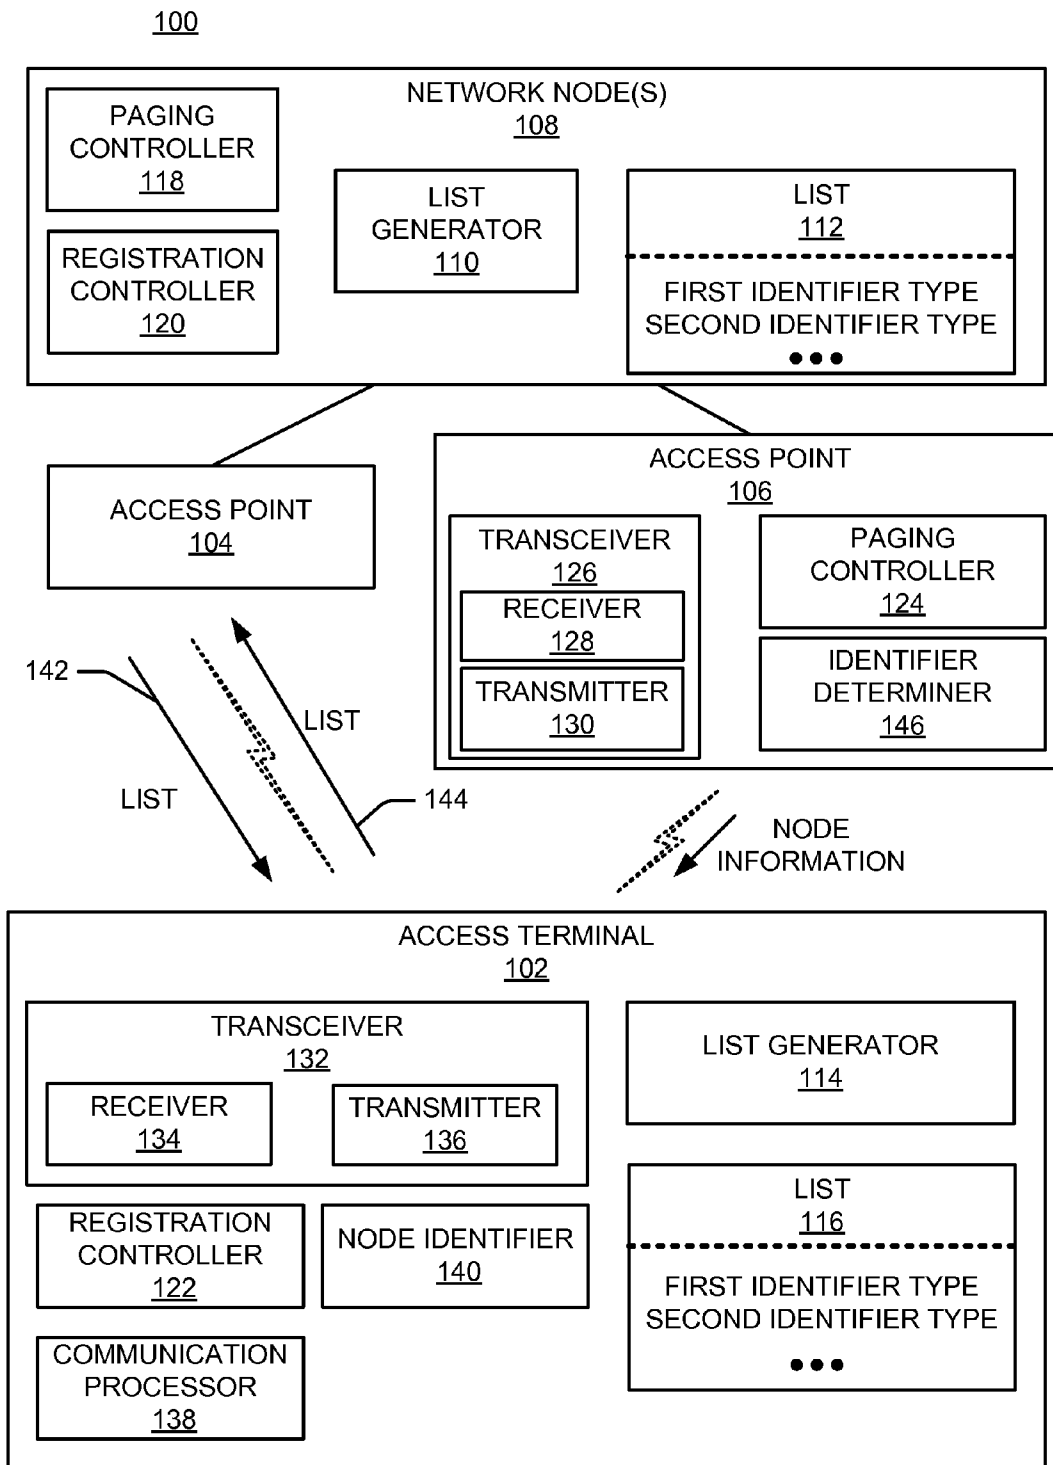 100
NETWORK NODE(S)
108
PAGING
CONTROLLER
118
REGISTRATION
CONTROLLER
120
LIST
GENERATOR
110
LIST
112
FIRST IDENTIFIER TYPE
SECOND IDENTIFIER TYPE
ACCESS POINT
104
ACCESS POINT
106
TRANSCEIVER
126
RECEIVER
128
TRANSMITTER
130
PAGING
CONTROLLER
124
IDENTIFIER
DETERMINER
146
142
LIST
LIST
144
NODE
INFORMATION
ACCESS TERMINAL
102
TRANSCEIVER
132
RECEIVER
134
TRANSMITTER
136
LIST GENERATOR
114
REGISTRATION
CONTROLLER
122
NODE IDENTIFIER
140
LIST
116
FIRST IDENTIFIER TYPE
SECOND IDENTIFIER TYPE
COMMUNICATION
PROCESSOR
138